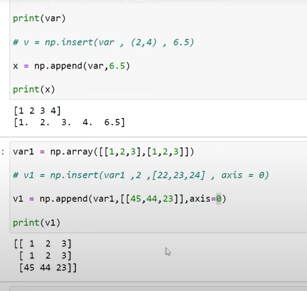 print(var)
# v = np.insert(var , (2,4) , 6.5)
x = np.append(var,6.5)
print(x)
[1 2 3 4]
[1. 2. 3. 4. 6.5]
: var1 = np.array([[1,2,3],[1,2,3]])
# v1 = np.insert(var1 ,2 ,[22,23,24] , axis = 0)
v1 = np.append(var1,[[45,44,23]],axis=0)
print(v1)
[[ 1 2 3]
[ 1 2 3]
[45 44 23]]